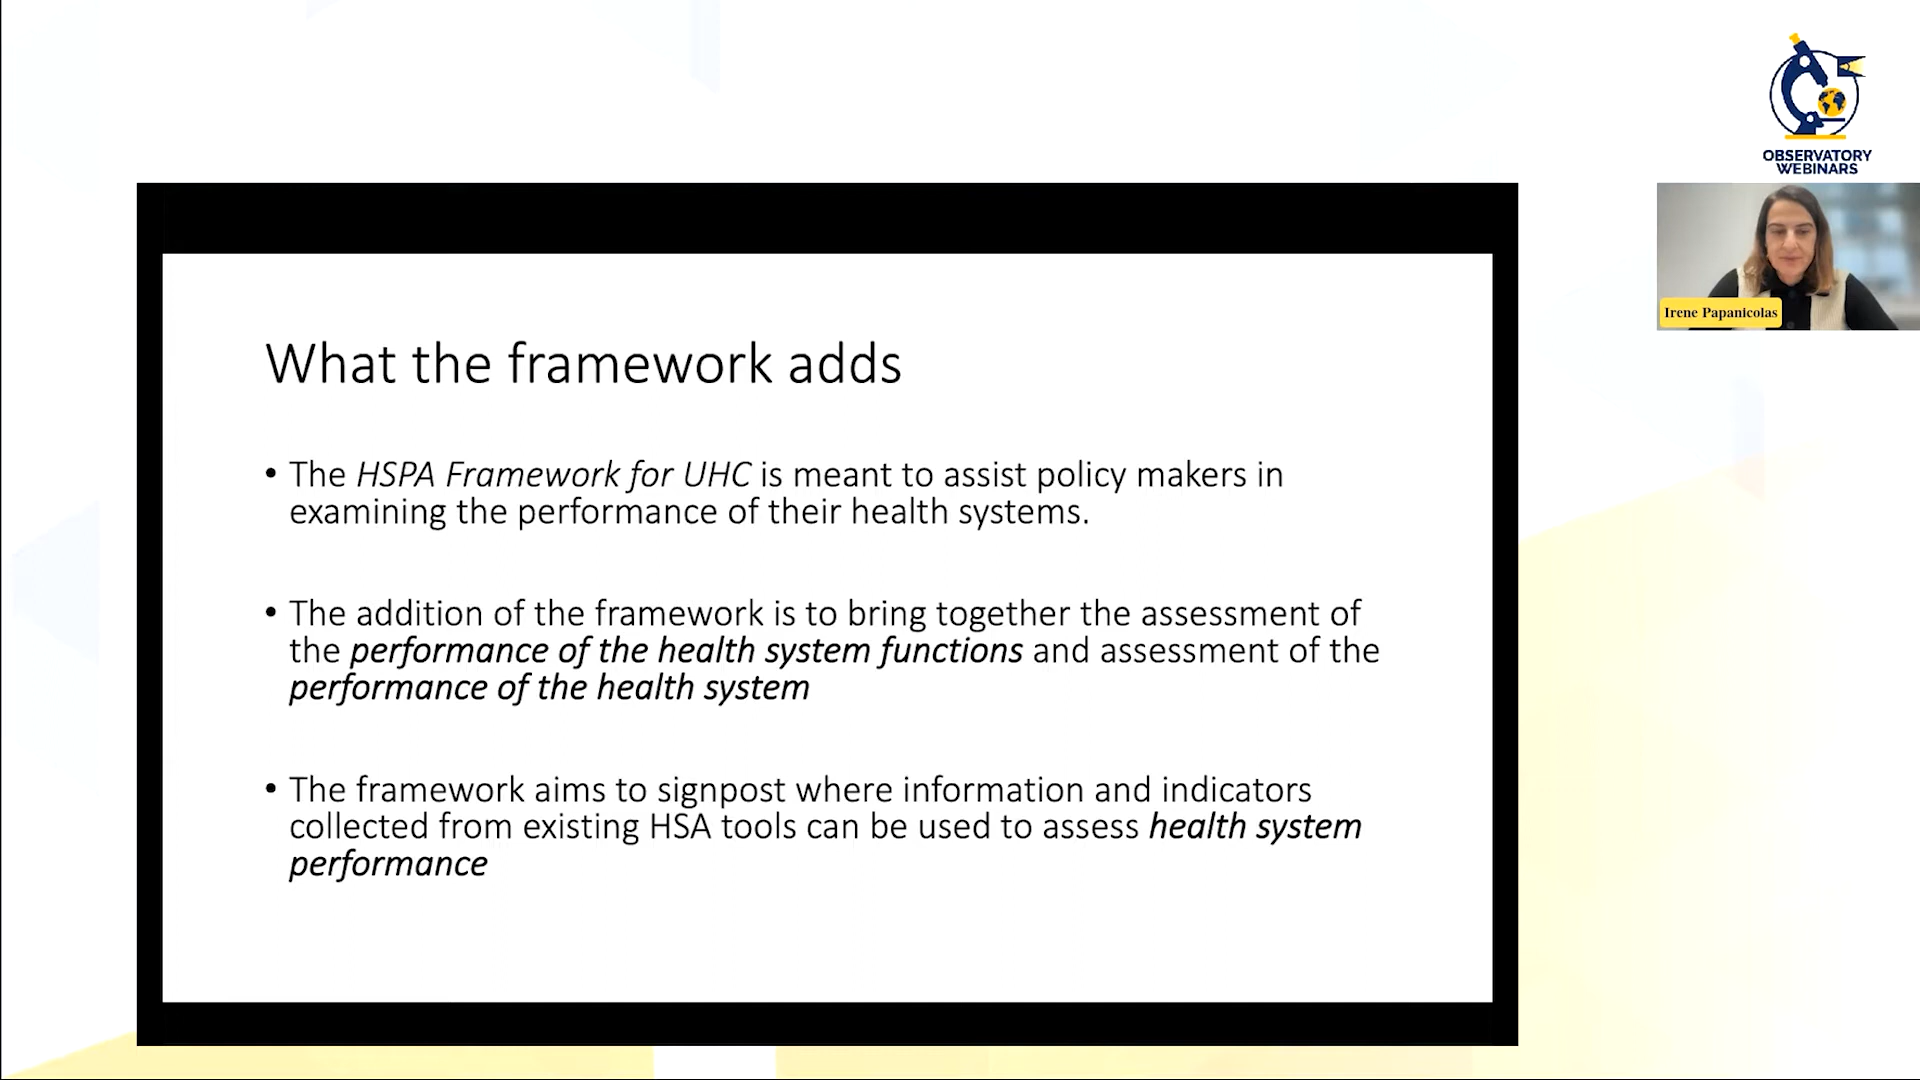 OBSERVATORY
WEBINARS
Irene Papanicolas
What the framework adds
• The HSPA Framework for UHC is meant to assist policy makers in
examining the performance of their health systems.
• The addition of the framework is to bring together the assessment of
the performance of the health system functions and assessment of the
performance of the health system
• The framework aims to signpost where information and indicators
collected from existing HSA tools can be used to assess health system
performance